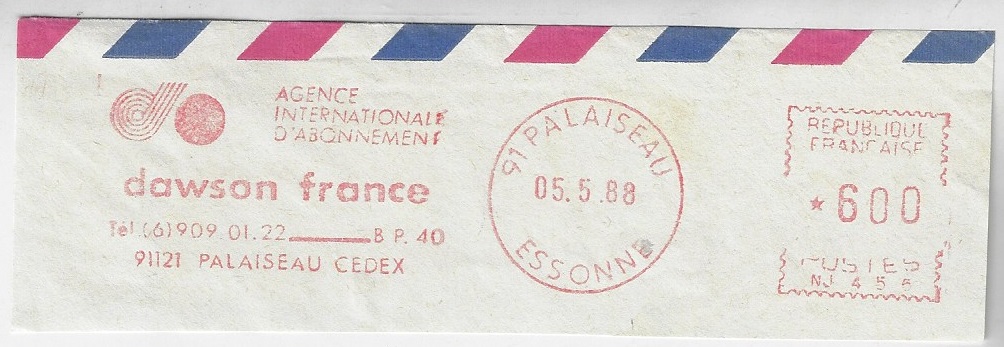 AGENCE
INTERNATIONALE
D'ABONNEMENT
dawson france
Tél.(6)909.01.22 B P. 40
91121 PALAISEAU CEDEX
91 PALAISEAU
05.5.88
ESSONNE
REPUBLIQUE
FRANCAISE
*600
POSTES
NJ 455